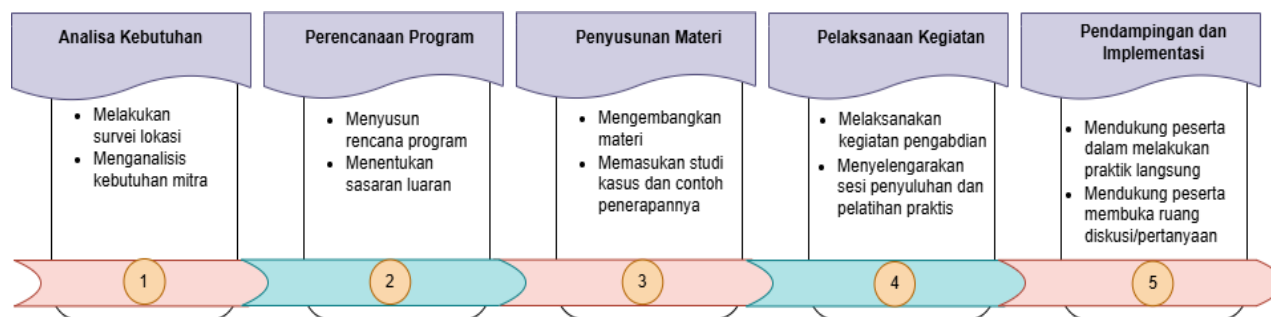 Analisa Kebutuhan
Melakukan
survei lokasi
Menganalisis
kebutuhan mitra
1
Perencanaan Program
Menyusun
rencana program
Menentukan
sasaran luaran
2
Penyusunan Materi
Mengembangkan
materi
Memasukan studi
kasus dan contoh
penerapannya
3
Pelaksanaan Kegiatan
Melaksanakan
kegiatan pengabdian
Menyelengarakan
sesi penyuluhan dan
pelatihan praktis
4
Pendampingan dan
Implementasi
Mendukung peserta
dalam melakukan
praktik langsung
Mendukung peserta
membuka ruang
diskusi/pertanyaan
5